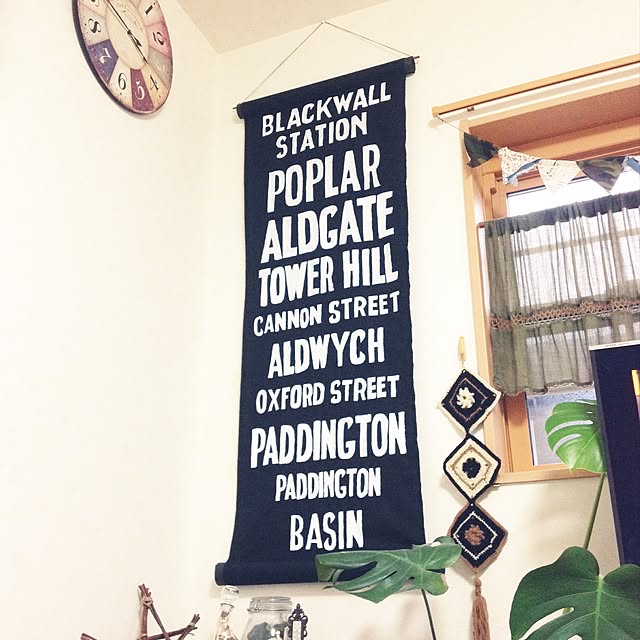 BLACKWALL
STATION
POPLAR
ALDGATE
TOWER HILL
CANNON STREET
ALDWYCH
OXFORD STREET
PADDINGTON
PADDINGTON
BASIN